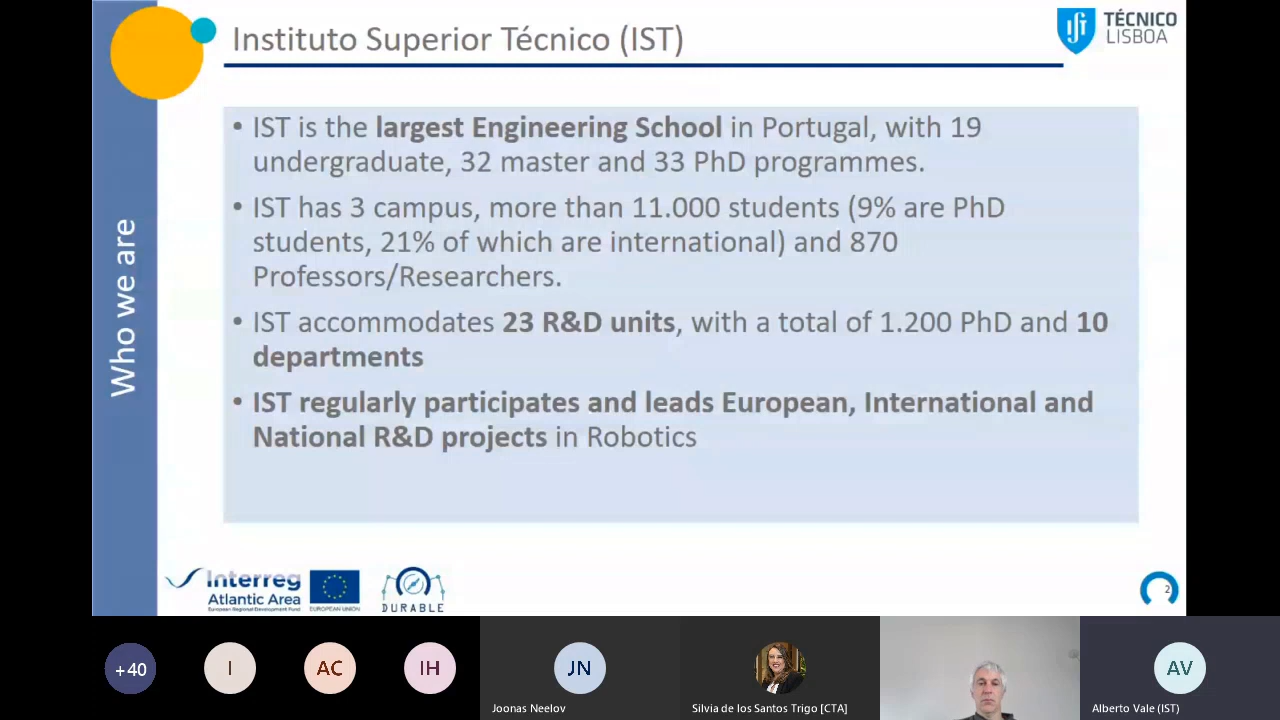 Instituto Superior Técnico (IST)
TÉCNICO
LISBOA
Who we are
• IST is the largest Engineering School in Portugal, with 19
undergraduate, 32 master and 33 PhD programmes.
• IST has 3 campus, more than 11.000 students (9% are PhD
students, 21% of which are international) and 870
Professors/Researchers.
• IST accommodates 23 R&D units, with a total of 1.200 PhD and 10
departments
• IST regularly participates and leads European, International and
National R&D projects in Robotics
Interreg
Atlantic Area
European Regional Development Fund
EUROPEAN UNION
DURABLE
2
+40
I
AC
IH
JN
AV
Joonas Neelov
Silvia de los Santos Trigo [CTA]
Alberto Vale (IST)